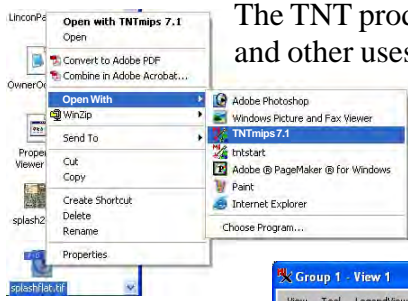 The TNT prod
and other uses
LinconPa
Open with TNTmips 7.1
Open
Convert to Adobe PDF
Combine in Adobe Acrobat...
OwnerO
Open With
WinZip
Send To
Proper
Viewer
Cut
Copy
splash2
Create Shortcut
Delete
Rename
Properties
splashflat.tif
Adobe Photoshop
Windows Picture and Fax Viewer
TNTmips7.1
tntstart
Adobe ® PageMaker ® for Windows
Paint
Internet Explorer
Choose Program...
Group 1 - View 1
View Tool LegendView